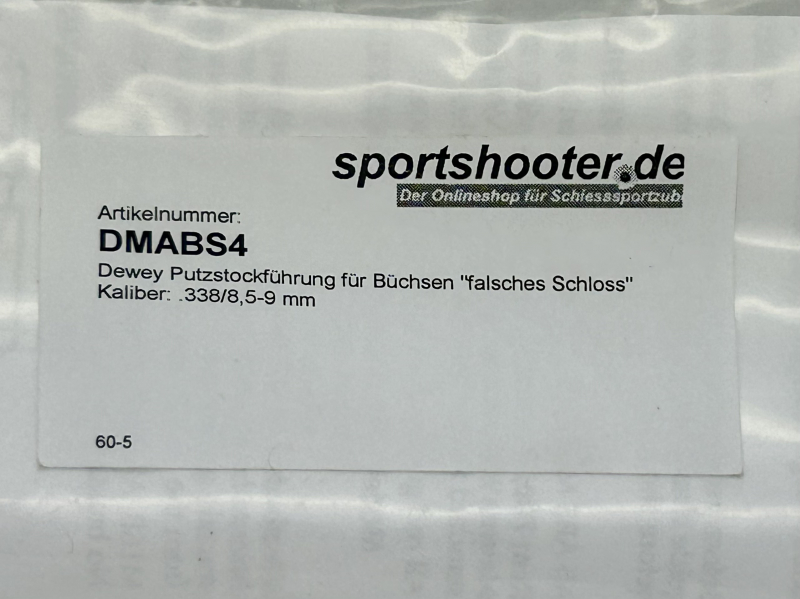 sportshooter.de
Der Onlineshop für Schiesssportzub
Artikelnummer:
DMABS4
Dewey Putzstockführung für Büchsen "falsches Schloss"
Kaliber: .338/8,5-9 mm
60-5